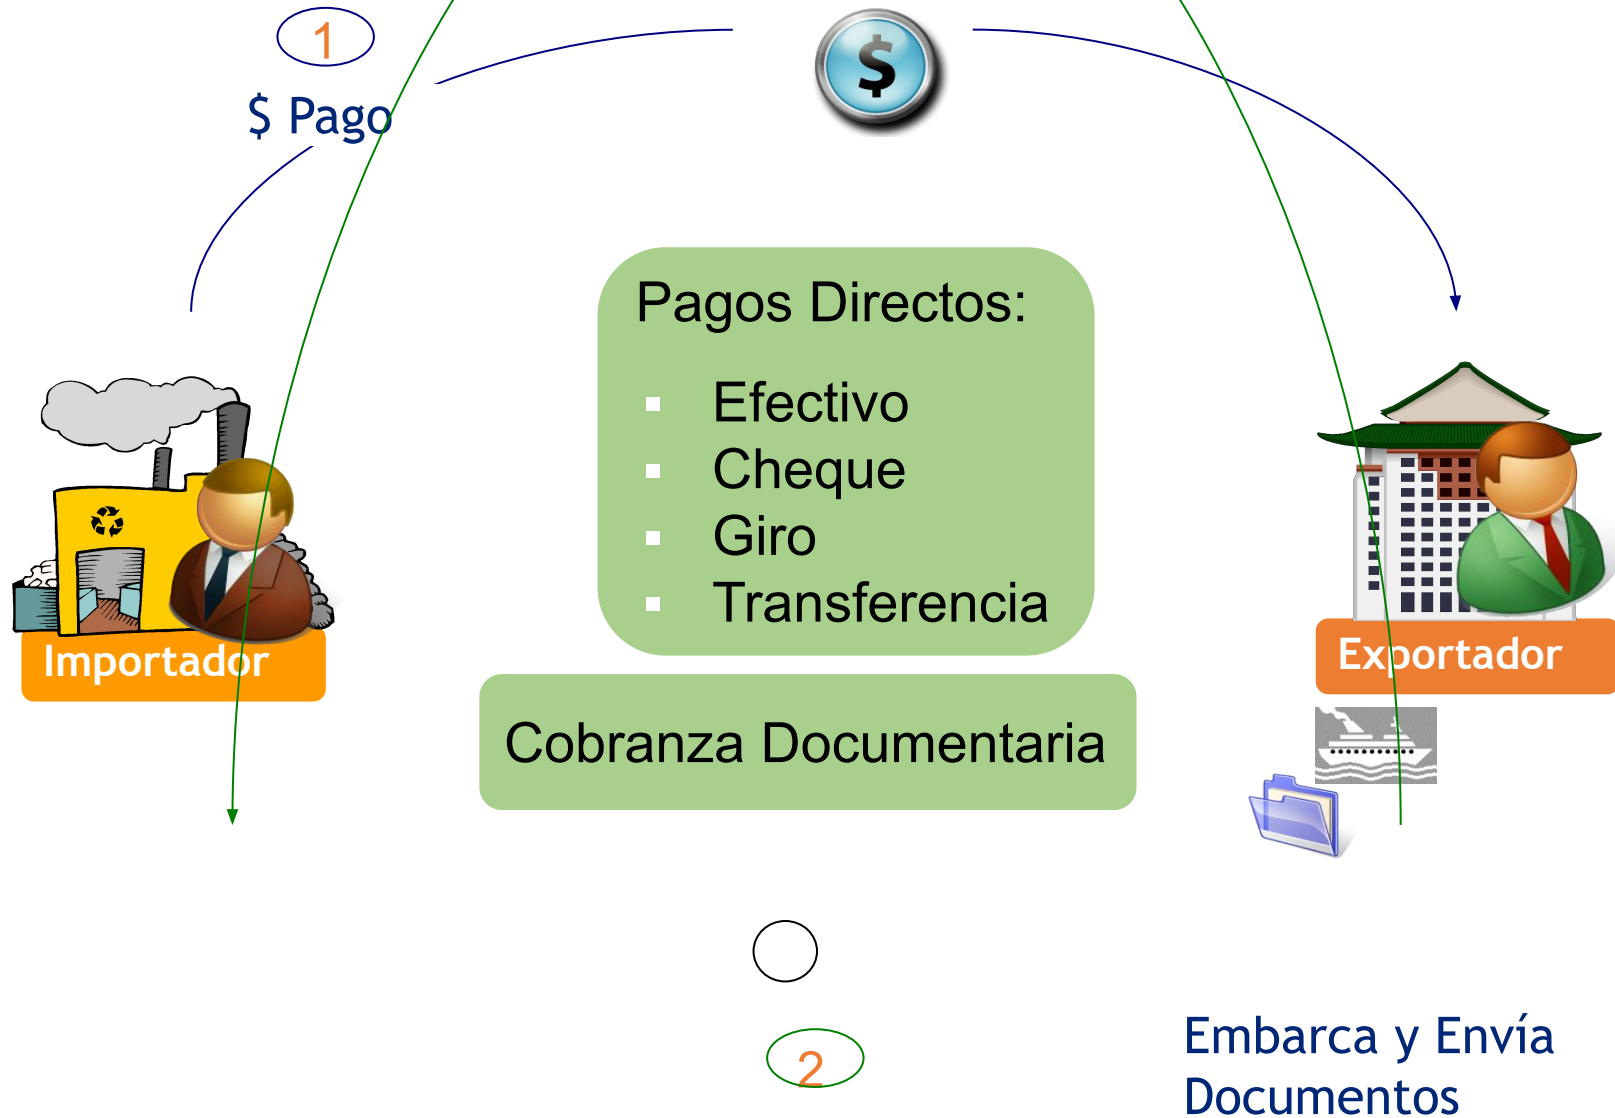 1
$ Pago
Pagos Directos:
Efectivo
Cheque
Giro
Transferencia
Importador
Exportador
Cobranza Documentaria
2
Embarca y Envía
Documentos